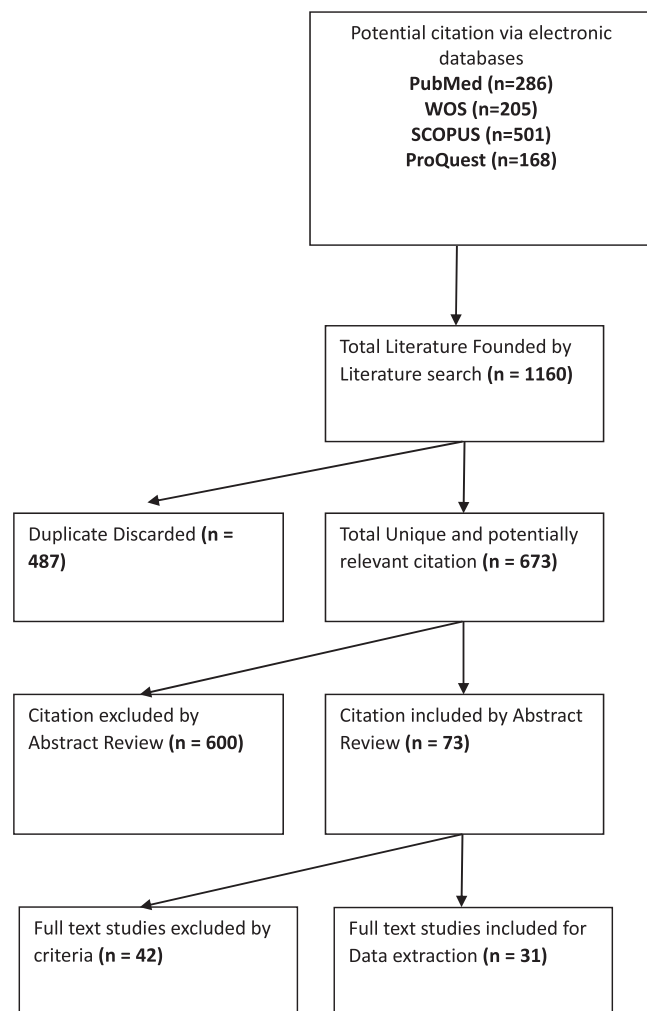 Potential citation via electronic
databases
PubMed (n=286)
WOS (n=205)
SCOPUS (n=501)
ProQuest (n=168)
Total Literature Founded by
Literature search (n = 1160)
Duplicate Discarded (n =
487)
Total Unique and potentially
relevant citation (n = 673)
Citation excluded by
Abstract Review (n = 600)
Citation included by Abstract
Review (n = 73)
Full text studies excluded by
criteria (n = 42)
Full text studies included for
Data extraction (n = 31)